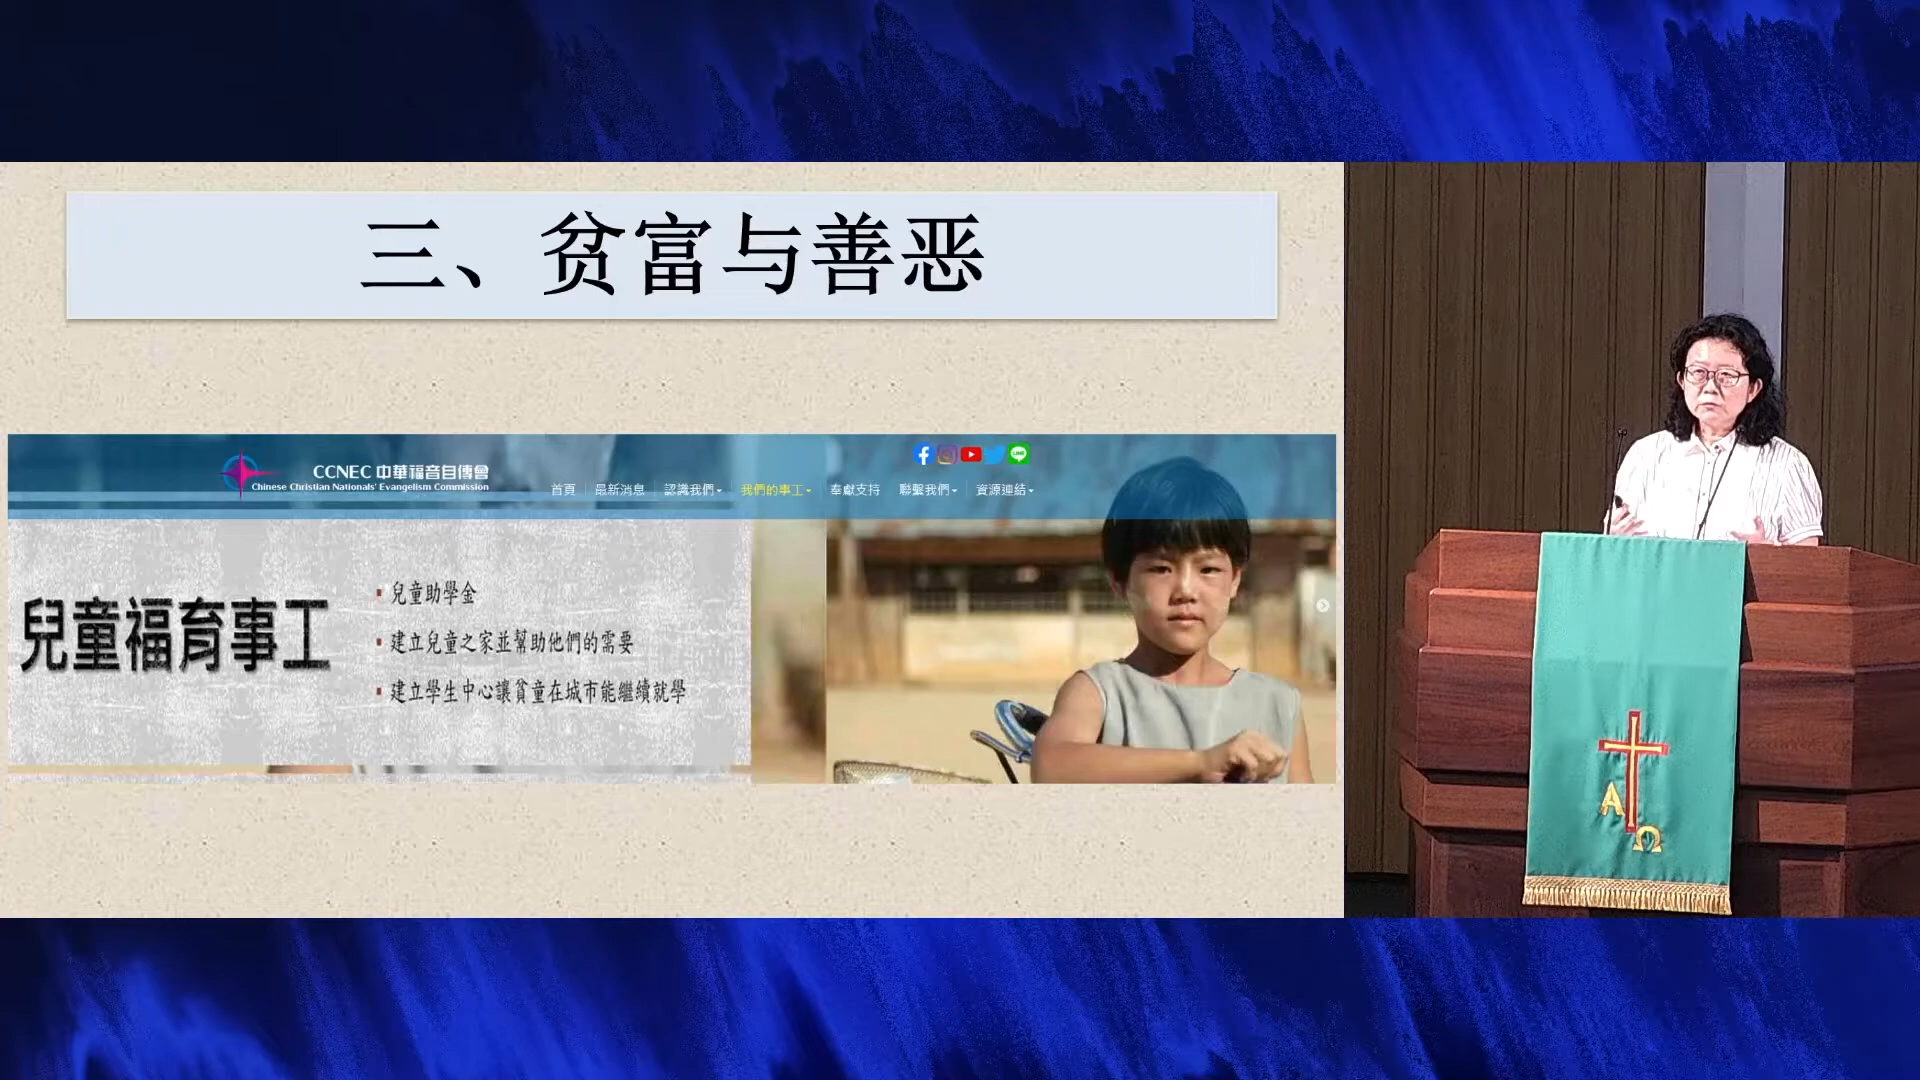 三、贫富与善恶
CCNEC 中華福音自傳會
Chinese Christian Nationals' Evangelism Commission
首頁 最新消息 認識我們 我們的事工 奉獻支持 聯繫我們 資源連結
兒童福育事工
兒童助學金
建立兒童之家並幫助他們的需要
建立學生中心讓貧童在城市能繼續就學
LINE
Α
Ω